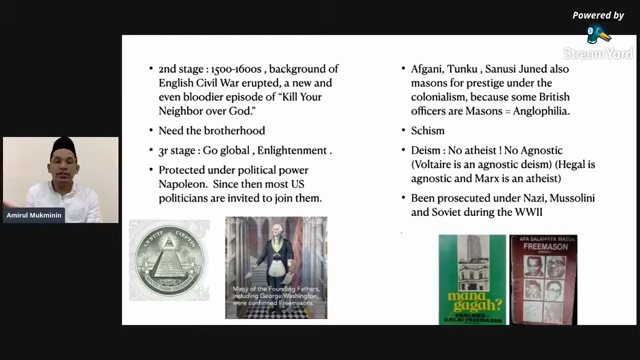 Powered by
StreamYard
• 2nd stage : 1500-1600s , background of
English Civil War erupted, a new and
even bloodier episode of “Kill Your
Neighbor over God.”
• Need the brotherhood
• 3r stage : Go global , Enlightenment .
• Protected under political power
Napoleon. Since then most US
politicians are invited to join them.
ANNUIT COEPTIS
Many of the Founding Fathers,
including George Washington,
were confirmed Freemasons.
• Afgani, Tunku , Sanusi Juned also
masons for prestige under the
colonialism, because some British
officers are Masons = Anglophilia.
• Schism
• Deism : No atheist ! No Agnostic
(Voltaire is an agnostic deism) (Hegal is
agnostic and Marx is an atheist)
• Been prosecuted under Nazi, Mussolini
and Soviet during the WWII
mana
gagah?
APA SALAHNYA MASUK
FREEMASON
Amirul Mukminin